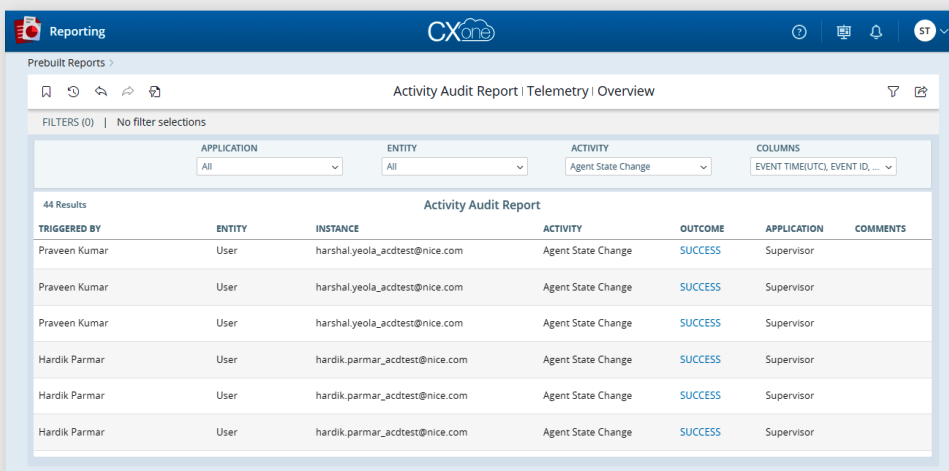 Reporting
CXone
ST
Prebuilt Reports >
Activity Audit Report | Telemetry | Overview
FILTERS (0) | No filter selections
APPLICATION ENTITY ACTIVITY COLUMNS
All All Agent State Change EVENT TIME(UTC), EVENT ID, ...
44 Results Activity Audit Report
TRIGGERED BY ENTITY INSTANCE ACTIVITY OUTCOME APPLICATION COMMENTS
Praveen Kumar User harshal.yeola_acdtest@nice.com Agent State Change SUCCESS Supervisor
Praveen Kumar User harshal.yeola_acdtest@nice.com Agent State Change SUCCESS Supervisor
Praveen Kumar User harshal.yeola_acdtest@nice.com Agent State Change SUCCESS Supervisor
Hardik Parmar User hardik.parmar_acdtest@nice.com Agent State Change SUCCESS Supervisor
Hardik Parmar User hardik.parmar_acdtest@nice.com Agent State Change SUCCESS Supervisor
Hardik Parmar User hardik.parmar_acdtest@nice.com Agent State Change SUCCESS Supervisor